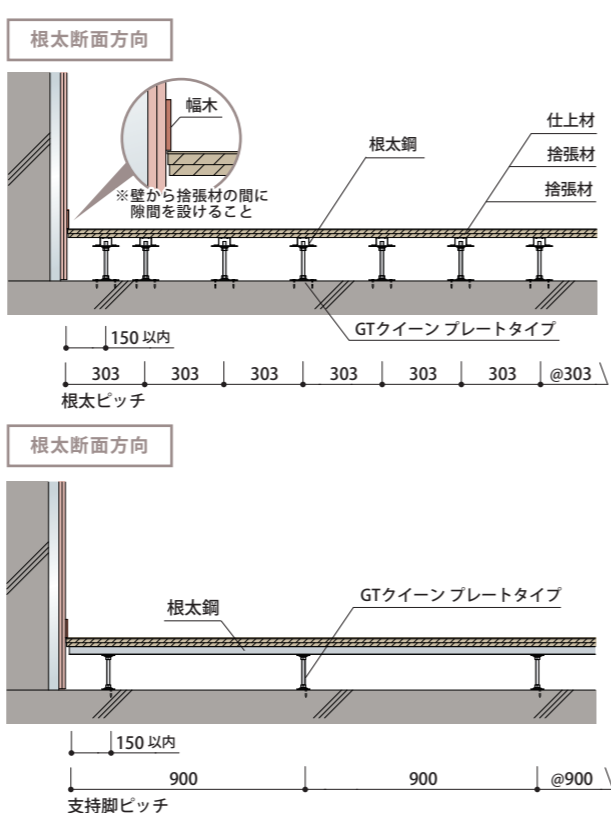 根太断面方向
幅木
※壁から捨張材の間に
隙間を設けること
根太鋼
仕上材
捨張材
捨張材
GTクイーン プレートタイプ
150 以内
303 303 303 303 303 303 @303
根太ピッチ
根太断面方向
根太鋼
GTクイーン プレートタイプ
150 以内
900 900 @900
支持脚ピッチ